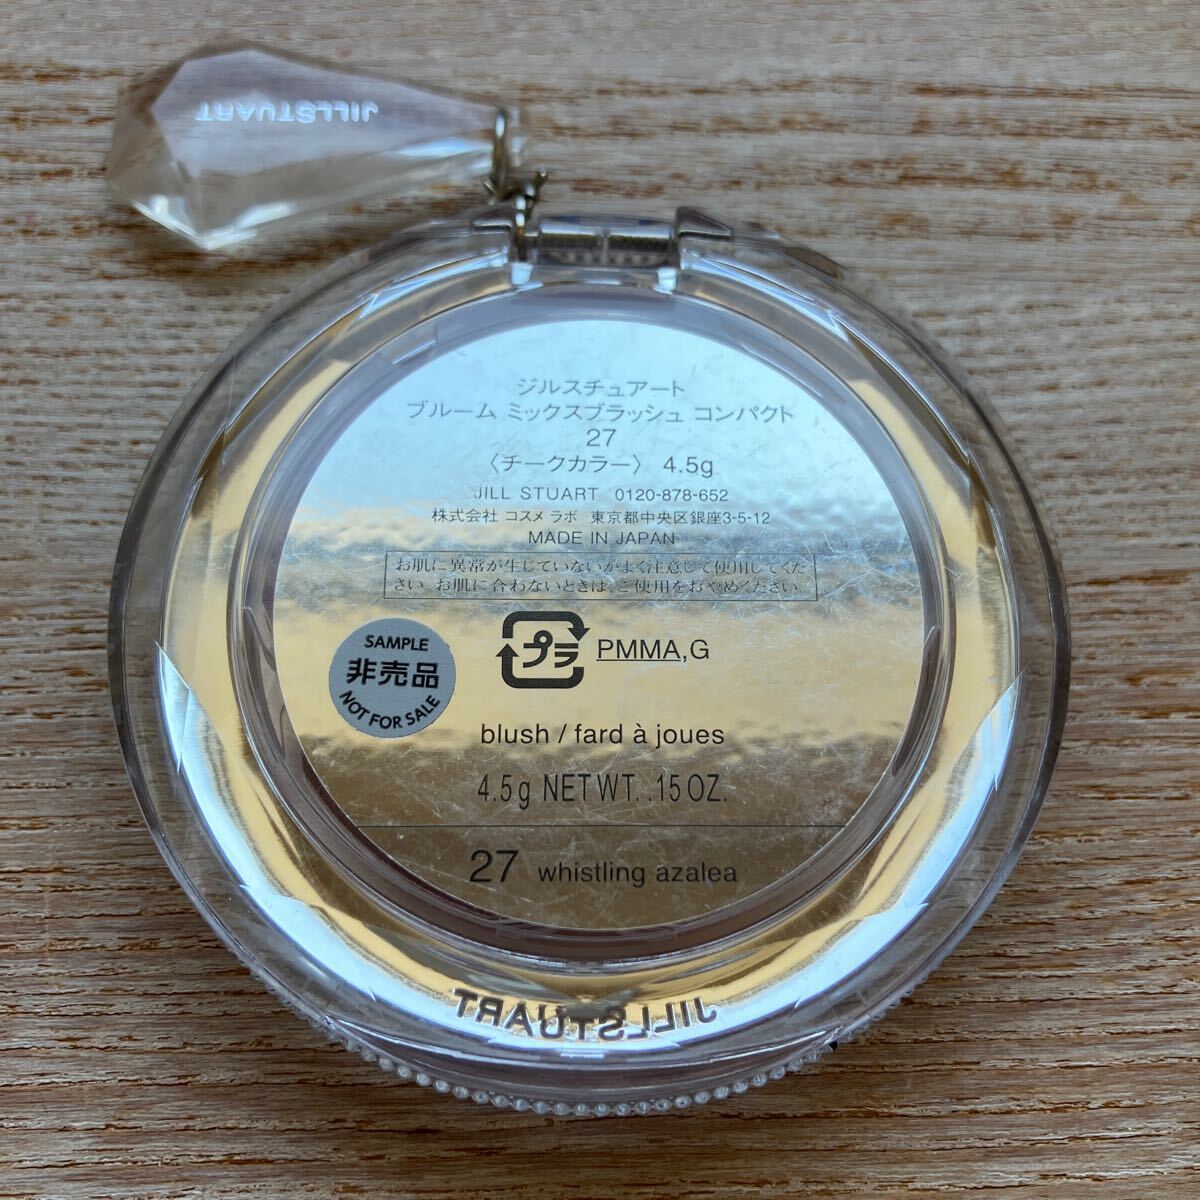 JILLSTUART
ジルスチュアート
ブルーム ミックスブラッシュ コンパクト
27
〈チークカラー〉 4.5g
JILL STUART 0120-878-652
株式会社 コスメ ラボ 東京都中央区銀座3-5-12
MADE IN JAPAN
お肌に異常が生じていないかよく注意して使用してくだ
さい。お肌に合わないときは、ご使用をおやめください。
プラ PMMA,G
SAMPLE
非売品
NOT FOR SALE
blush / fard à joues
4.5g NET WT. .15 OZ.
27 whistling azalea
JILLSTUART